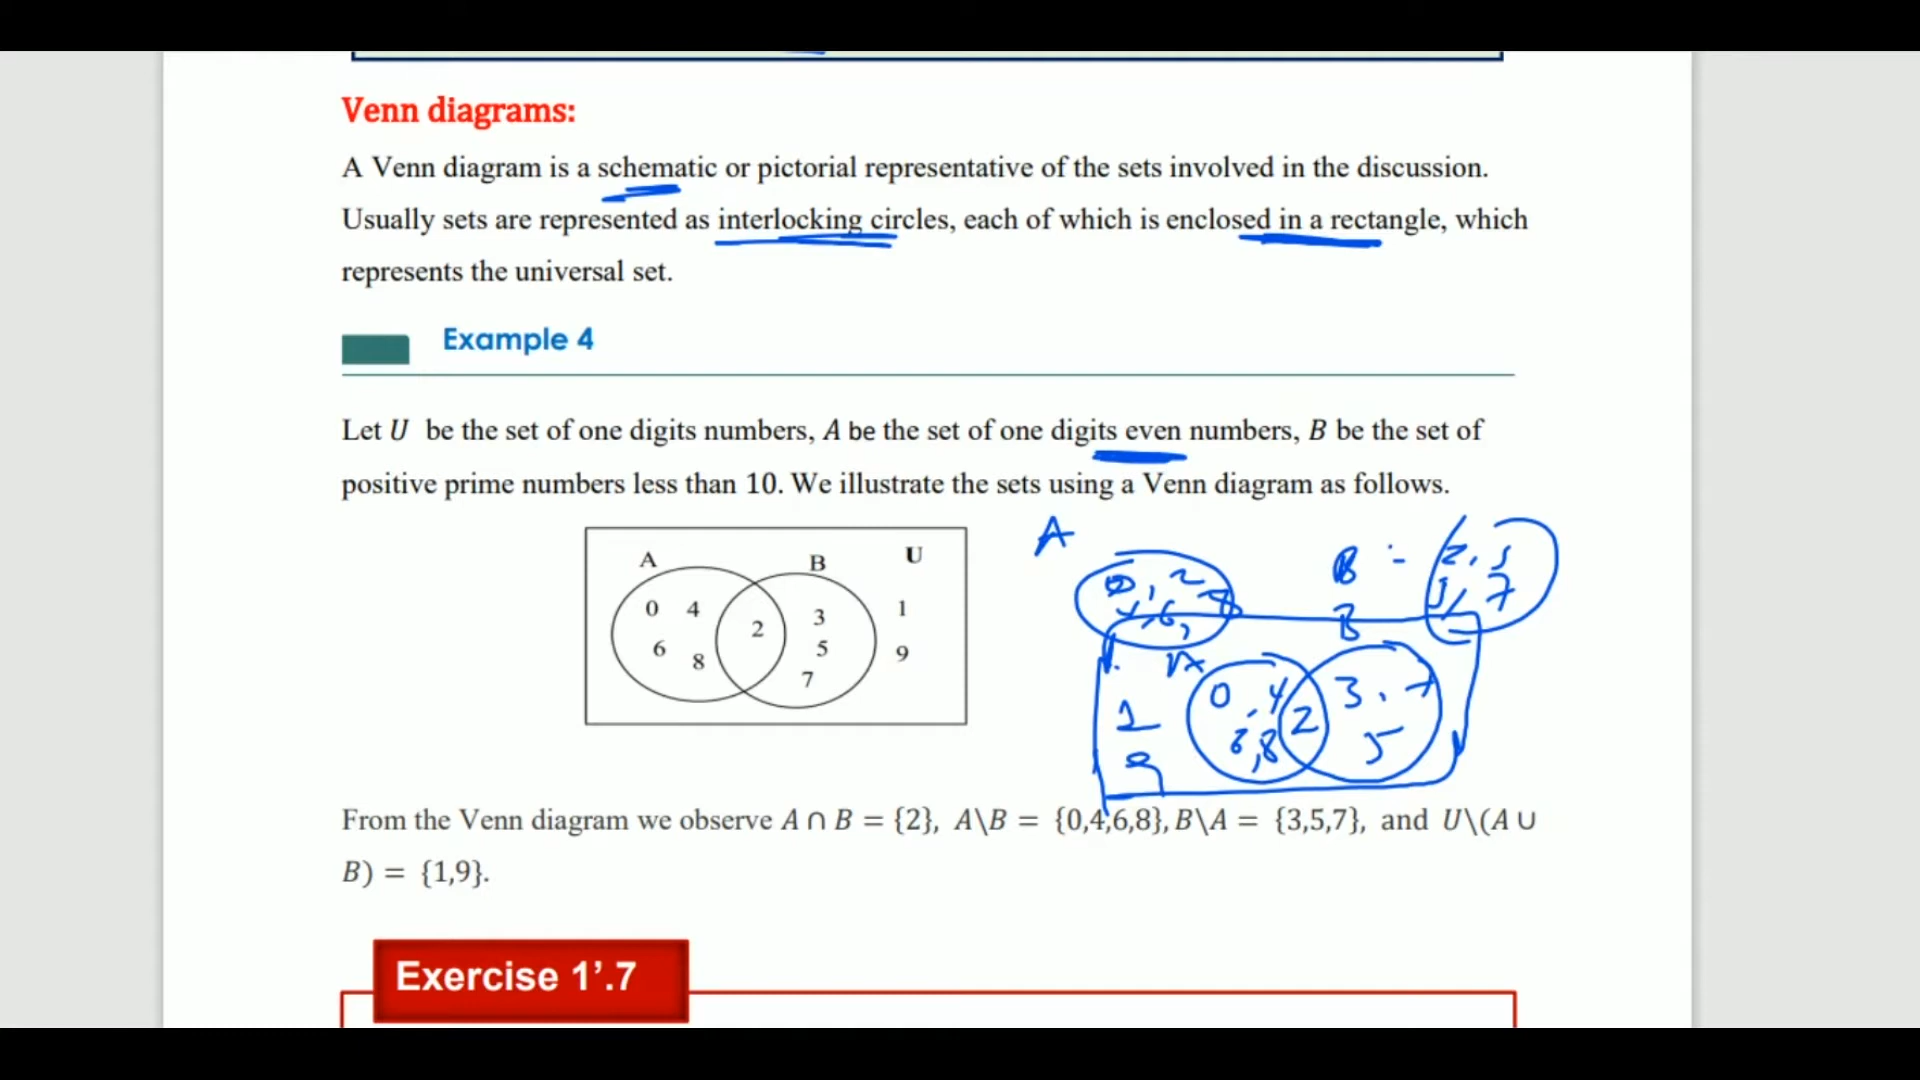 Venn diagrams:
A Venn diagram is a schematic or pictorial representative of the sets involved in the discussion.
Usually sets are represented as interlocking circles, each of which is enclosed in a rectangle, which
represents the universal set.
Example 4
Let U be the set of one digits numbers, A be the set of one digits even numbers, B be the set of
positive prime numbers less than 10. We illustrate the sets using a Venn diagram as follows.
A B U
0 4 2 3 1
6 8 5 9
7
A
0, 2
4, 6, 8
B = 2, 3
5, 7
A B
1 0, 4 2 3, 7
9 6, 8 5
From the Venn diagram we observe A ∩ B = {2}, A\B = {0,4,6,8}, B\A = {3,5,7}, and U\(A ∪
B) = {1,9}.
Exercise 1’.7